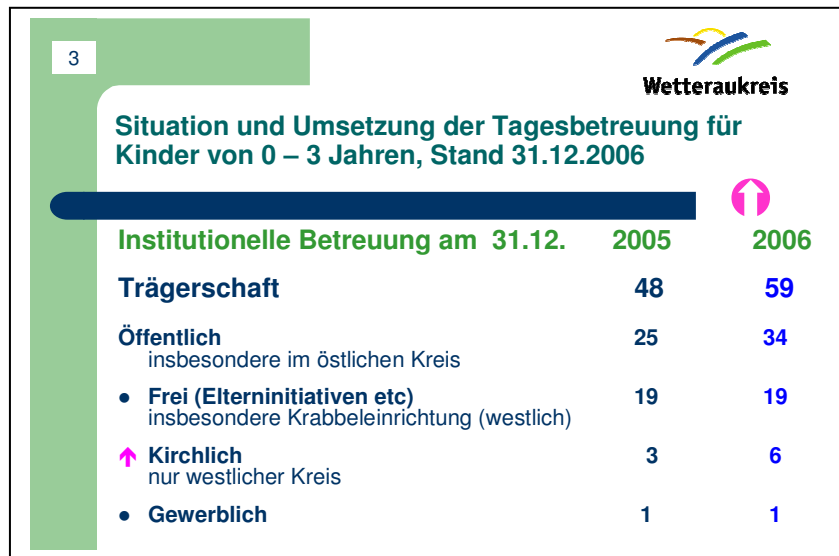 3
Wetteraukreis
Situation und Umsetzung der Tagesbetreuung für
Kinder von 0 – 3 Jahren, Stand 31.12.2006
Institutionelle Betreuung am 31.12. 2005 2006
Trägerschaft 48 59
Öffentlich 25 34
insbesondere im östlichen Kreis
• Frei (Elterninitiativen etc) 19 19
insbesondere Krabbeleinrichtung (westlich)
Kirchlich 3 6
nur westlicher Kreis
• Gewerblich 1 1